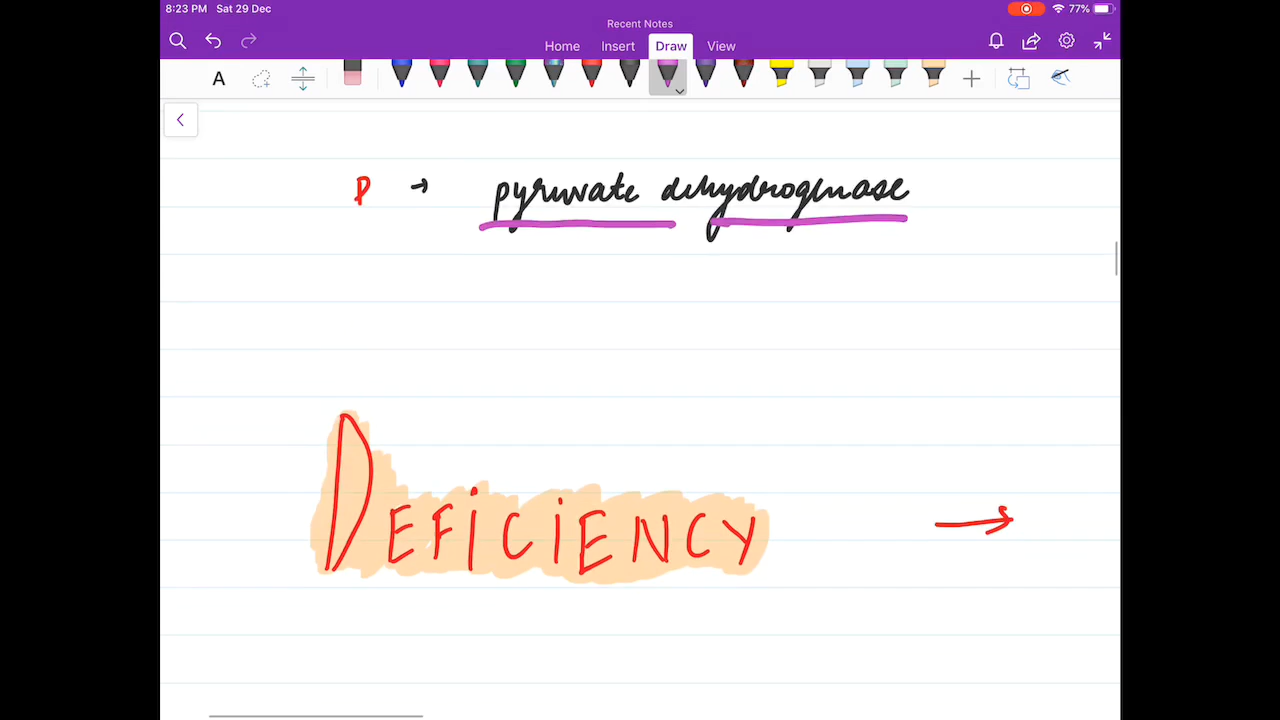 8:23 PM Sat 29 Dec 77%
Recent Notes
Home Insert Draw View
A
P → pyruvate dehydrogenase
DEFiCiENCY →